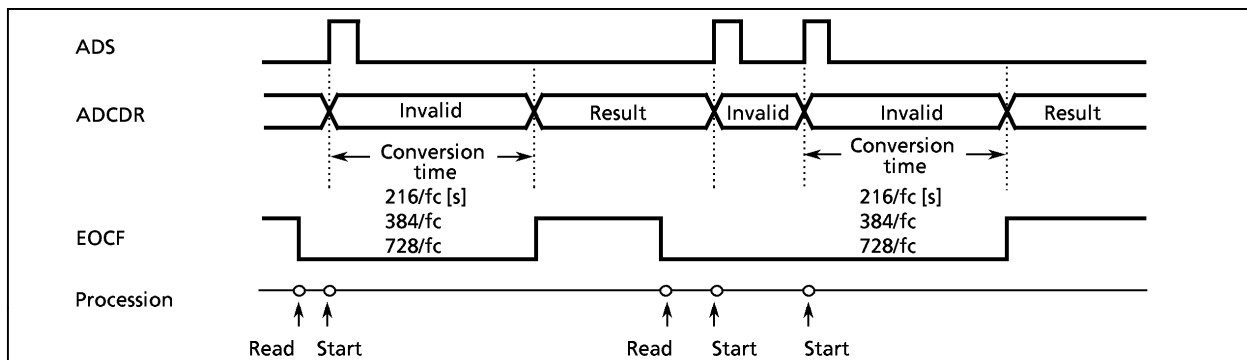 ADS
ADCDR Invalid Result Invalid Invalid Result
Conversion time Conversion time
216/fc [s] 216/fc [s]
EOCF 384/fc 384/fc
728/fc 728/fc
Procession
Read Start Read Start Start